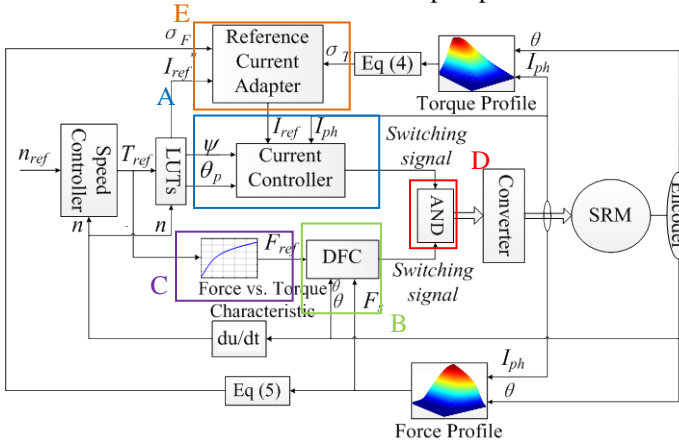 E
σ_F
I_ref
Reference
Current
Adapter
σ_T
Eq (4)
θ
I_ph
Torque Profile
A
I_ref
I_ph
Switching
signal
n_ref
Speed
Controller
T_ref
LUTs
ψ
θ_p
Current
Controller
D
AND
Converter
SRM
Encoder
n
n
C
F_ref
DFC
Switching
signal
Force vs. Torque
Characteristic
θ
θ
F_s
B
du/dt
Eq (5)
I_ph
θ
Force Profile